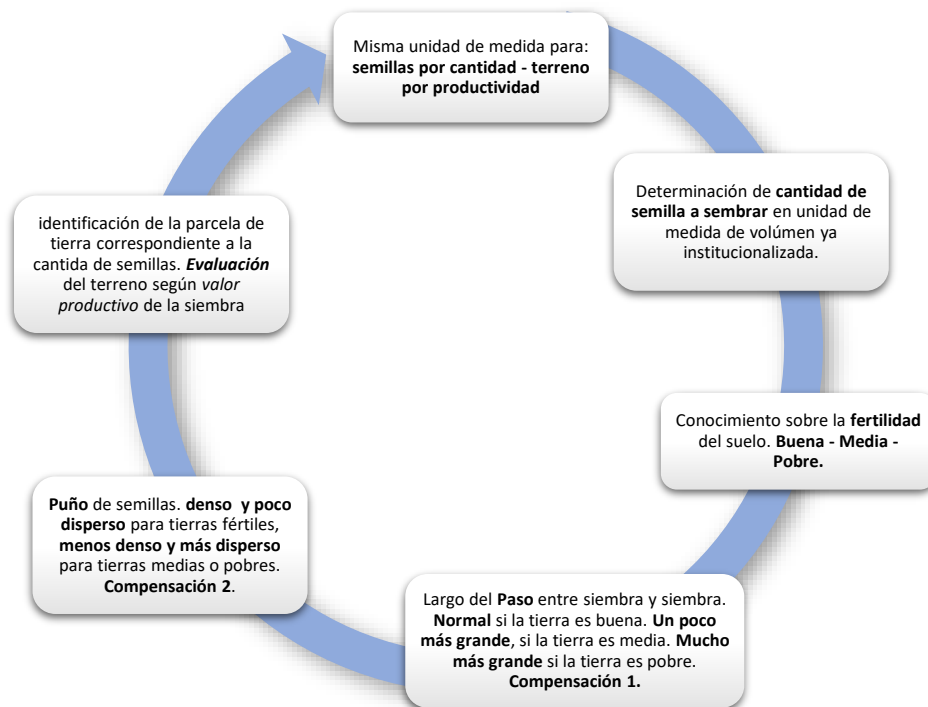 Misma unidad de medida para:
semillas por cantidad - terreno
por productividad
Determinación de cantidad de
semilla a sembrar en unidad de
medida de volúmen ya
institucionalizada.
Conocimiento sobre la fertilidad
del suelo. Buena - Media -
Pobre.
Largo del Paso entre siembra y siembra.
Normal si la tierra es buena. Un poco
más grande, si la tierra es media. Mucho
más grande si la tierra es pobre.
Compensación 1.
Puño de semillas. denso y poco
disperso para tierras fértiles,
menos denso y más disperso
para tierras medias o pobres.
Compensación 2.
identificación de la parcela de
tierra correspondiente a la
cantida de semillas. Evaluación
del terreno según valor
productivo de la siembra